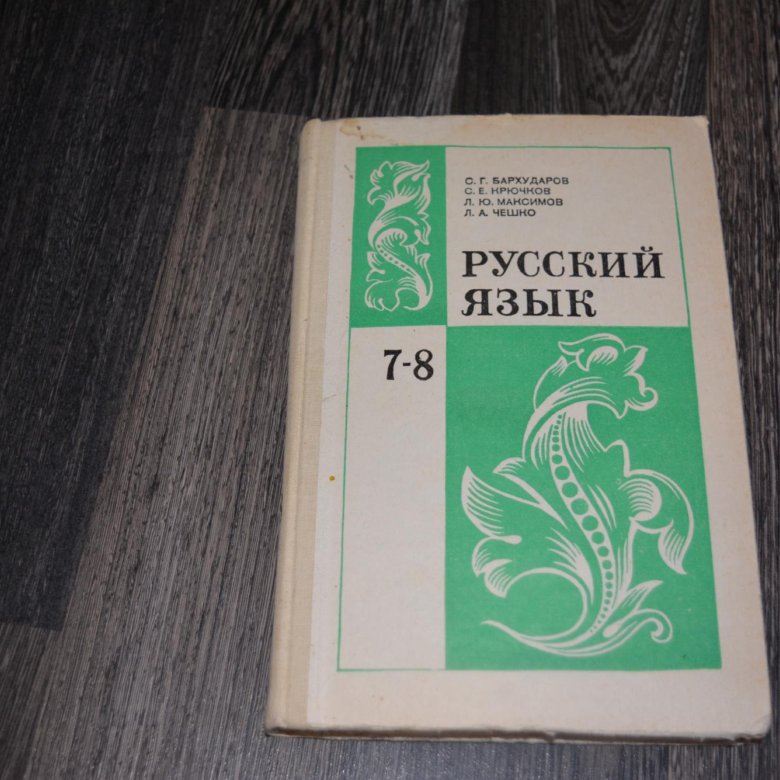 С. Г. БАРХУДАРОВ
С. Е. КРЮЧКОВ
Л. Ю. МАКСИМОВ
Л. А. ЧЕШКО
РУССКИЙ
ЯЗЫК
7-8